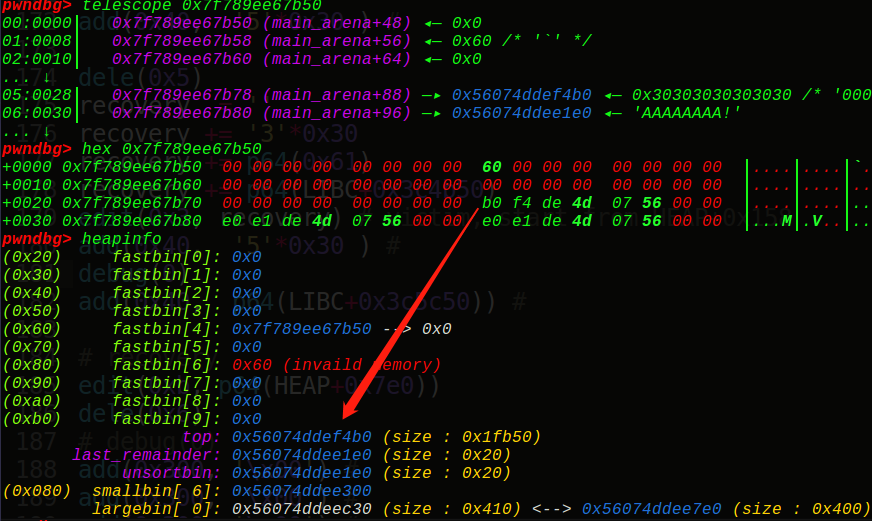 pwndbg> telescope 0x7f789ee67b50
00:0000│ 0x7f789ee67b50 (main_arena+48) ◂— 0x0
01:0008│ 0x7f789ee67b58 (main_arena+56) ◂— 0x60 /* '`' */
02:0010│ 0x7f789ee67b60 (main_arena+64) ◂— 0x0
... ↓
05:0028│ 0x7f789ee67b78 (main_arena+88) —▸ 0x56074ddef4b0 ◂— 0x30303030303030 /* '000
06:0030│ 0x7f789ee67b80 (main_arena+96) —▸ 0x56074ddee1e0 ◂— 'AAAAAAAA!'
... ↓
pwndbg> hex 0x7f789ee67b50
+0000 0x7f789ee67b50 00 00 00 00 00 00 00 00 60 00 00 00 00 00 00 00 │....│....│`.
+0010 0x7f789ee67b60 00 00 00 00 00 00 00 00 00 00 00 00 00 00 00 00 │....│....│..
+0020 0x7f789ee67b70 00 00 00 00 00 00 00 00 b0 f4 de 4d 07 56 00 00 │....│....│..
+0030 0x7f789ee67b80 e0 e1 de 4d 07 56 00 00 e0 e1 de 4d 07 56 00 00 │...M│.V..│..
pwndbg> heapinfo
(0x20) fastbin[0]: 0x0
(0x30) fastbin[1]: 0x0
(0x40) fastbin[2]: 0x0
(0x50) fastbin[3]: 0x0
(0x60) fastbin[4]: 0x7f789ee67b50 --> 0x0
(0x70) fastbin[5]: 0x0
(0x80) fastbin[6]: 0x60 (invaild memory)
(0x90) fastbin[7]: 0x0
(0xa0) fastbin[8]: 0x0
(0xb0) fastbin[9]: 0x0
top: 0x56074ddef4b0 (size : 0x1fb50)
last_remainder: 0x56074ddee1e0 (size : 0x20)
unsortbin: 0x56074ddee1e0 (size : 0x20)
(0x080) smallbin[ 6]: 0x56074ddee300
largebin[ 0]: 0x56074ddeec30 (size : 0x410) <--> 0x56074ddee7e0 (size : 0x400)